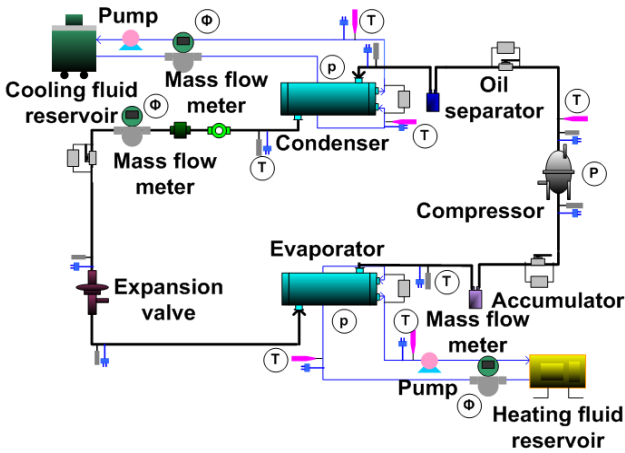 Pump
Φ
T
Mass flow
meter
Cooling fluid
reservoir
p
Oil
separator
T
Φ
T
Condenser
Mass flow
meter
T
P
Compressor
Evaporator
T
Accumulator
Expansion
valve
p
T
Mass flow
meter
T
Pump
Φ
Heating fluid
reservoir